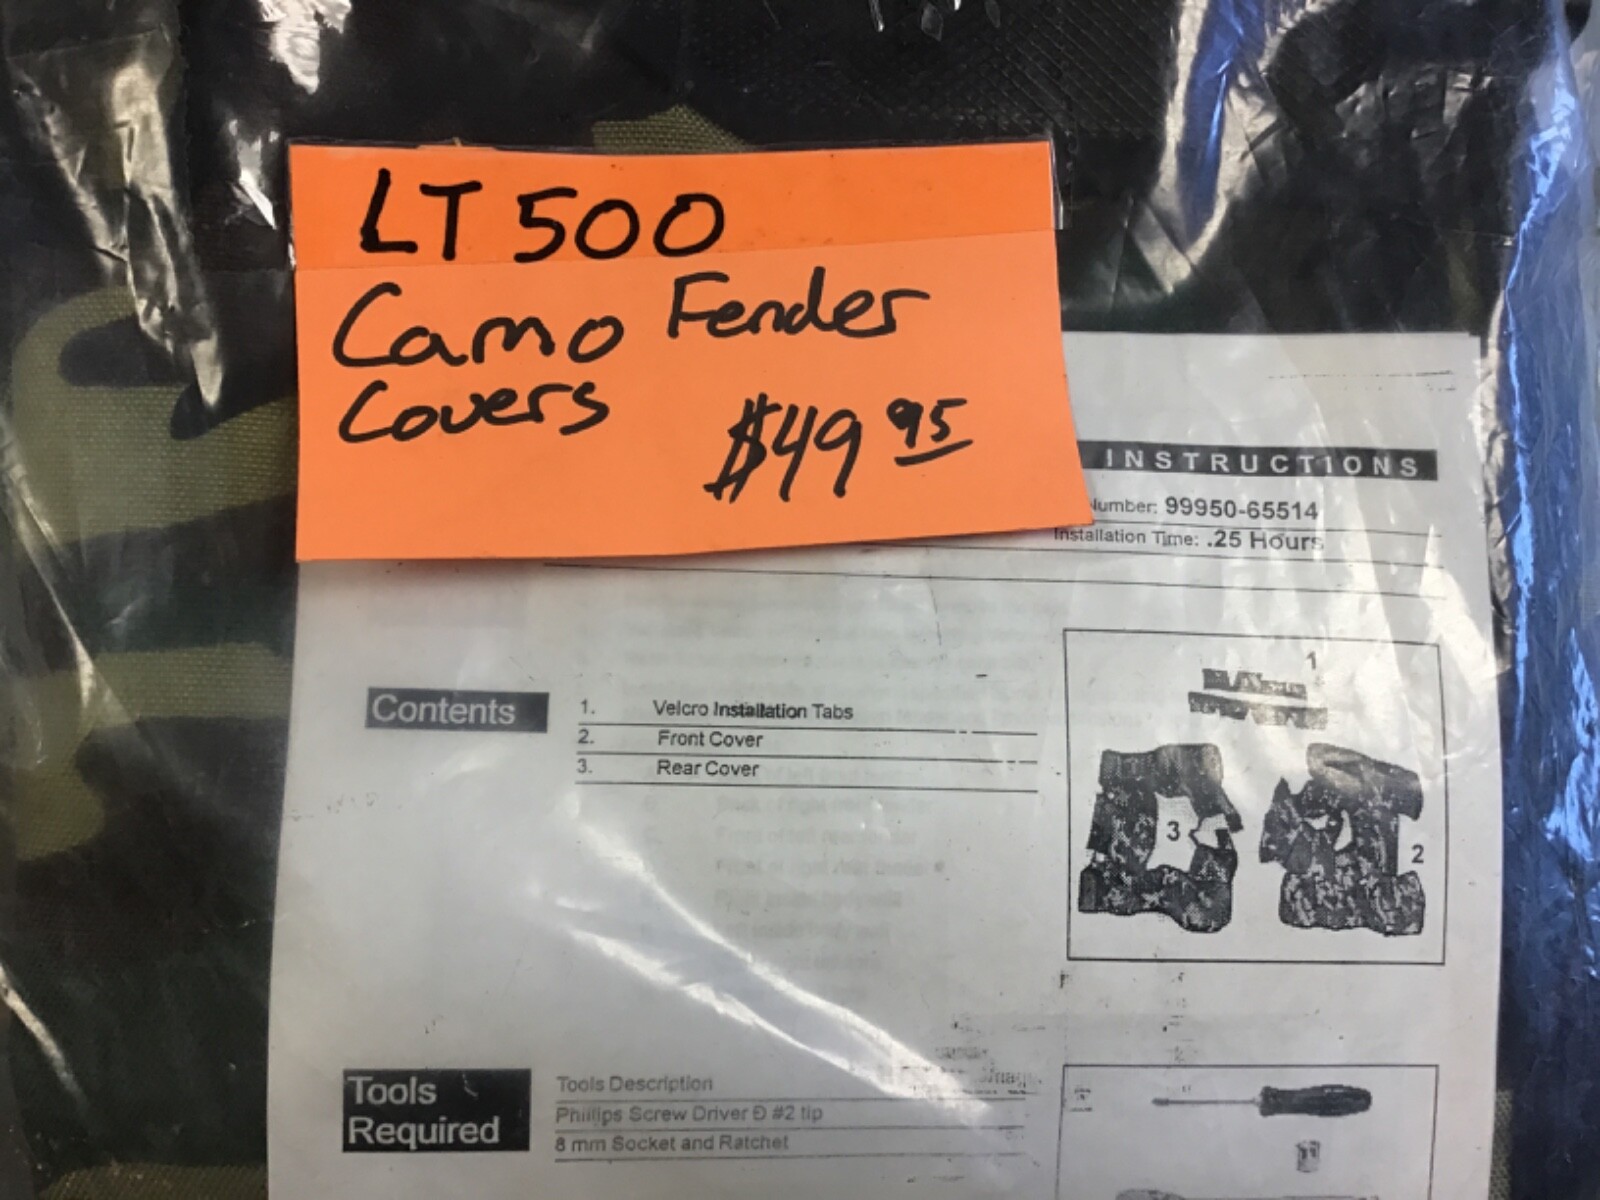 LT 500
Camo Fender
Covers
$49 95
INSTRUCTIONS
Number: 99950-65514
Installation Time: .25 Hours
Contents
1. Velcro Installation Tabs
2. Front Cover
3. Rear Cover
1
3
2
Tools
Required
Tools Description
Phillips Screw Driver Ð #2 tip
8 mm Socket and Ratchet